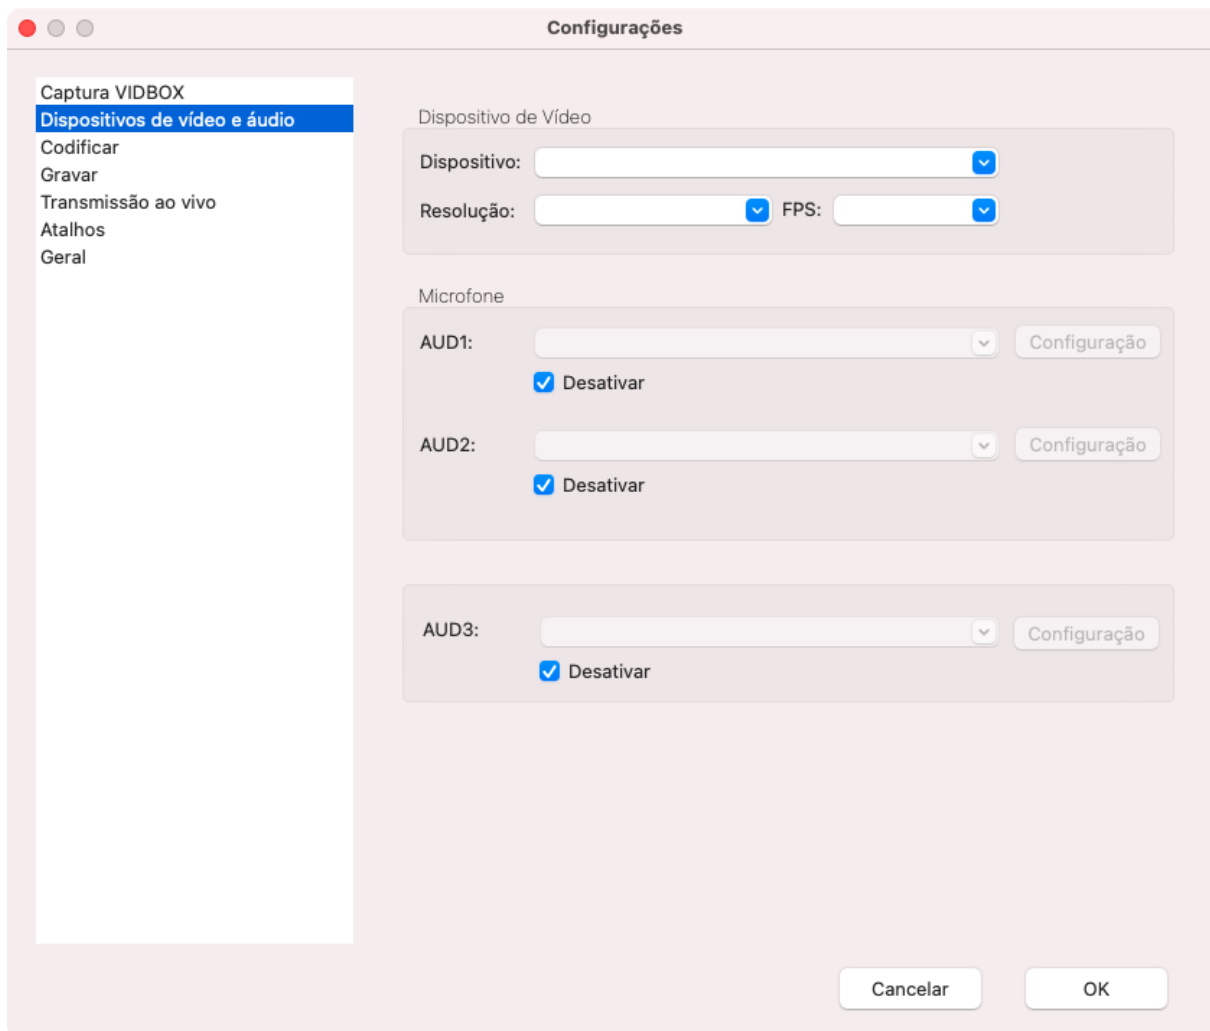 Configurações
Captura VIDBOX
Dispositivos de vídeo e áudio
Codificar
Gravar
Transmissão ao vivo
Atalhos
Geral
Dispositivo de Vídeo
Dispositivo:
Resolução: FPS:
Microfone
AUD1: Configuração
Desativar
AUD2: Configuração
Desativar
AUD3: Configuração
Desativar
Cancelar OK